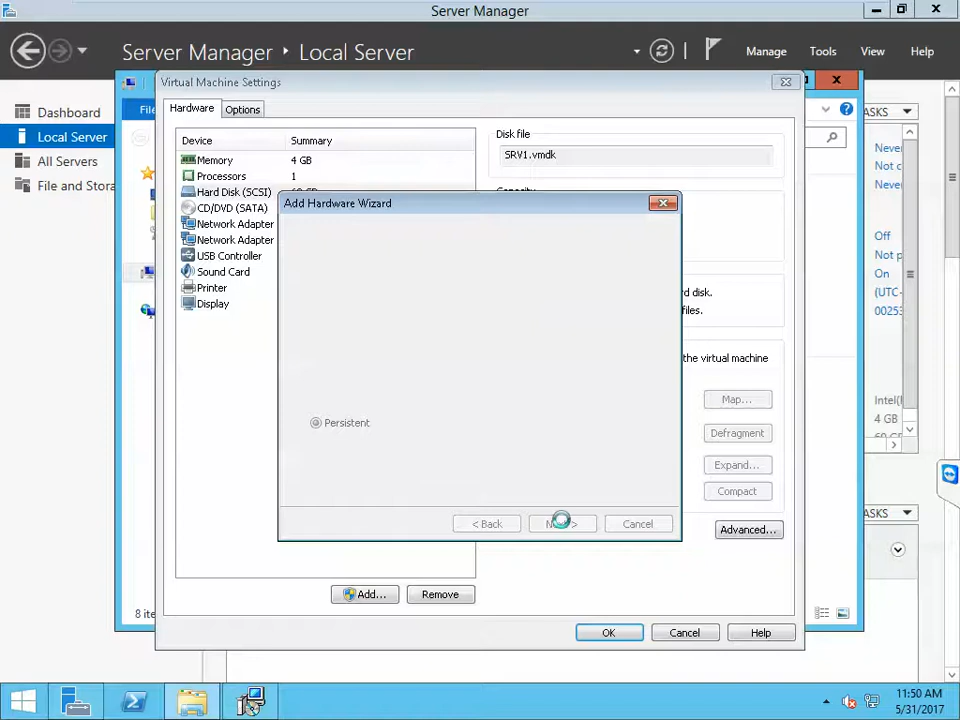 Server Manager
Server Manager
Local Server
Manage
Tools
View
Help
Virtual Machine Settings
File
Dashboard
Local Server
All Servers
File and Stora
Hardware
Options
Device
Summary
Memory
4 GB
Processors
1
Hard Disk (SCSI)
CD/DVD (SATA)
Network Adapter
Network Adapter
USB Controller
Sound Card
Printer
Display
Disk file
SRV1.vmdk
Capacity
Add Hardware Wizard
Persistent
< Back
Cancel
d disk.
files.
the virtual machine
Map...
Defragment
Expand...
Compact
Advanced...
Add...
Remove
OK
Cancel
Help
8 ite
ASKS
Never
Not c
Never
Off
Not p
On
(UTC-
00253
Intel(
4 GB
ASKS
11:50 AM
5/31/2017